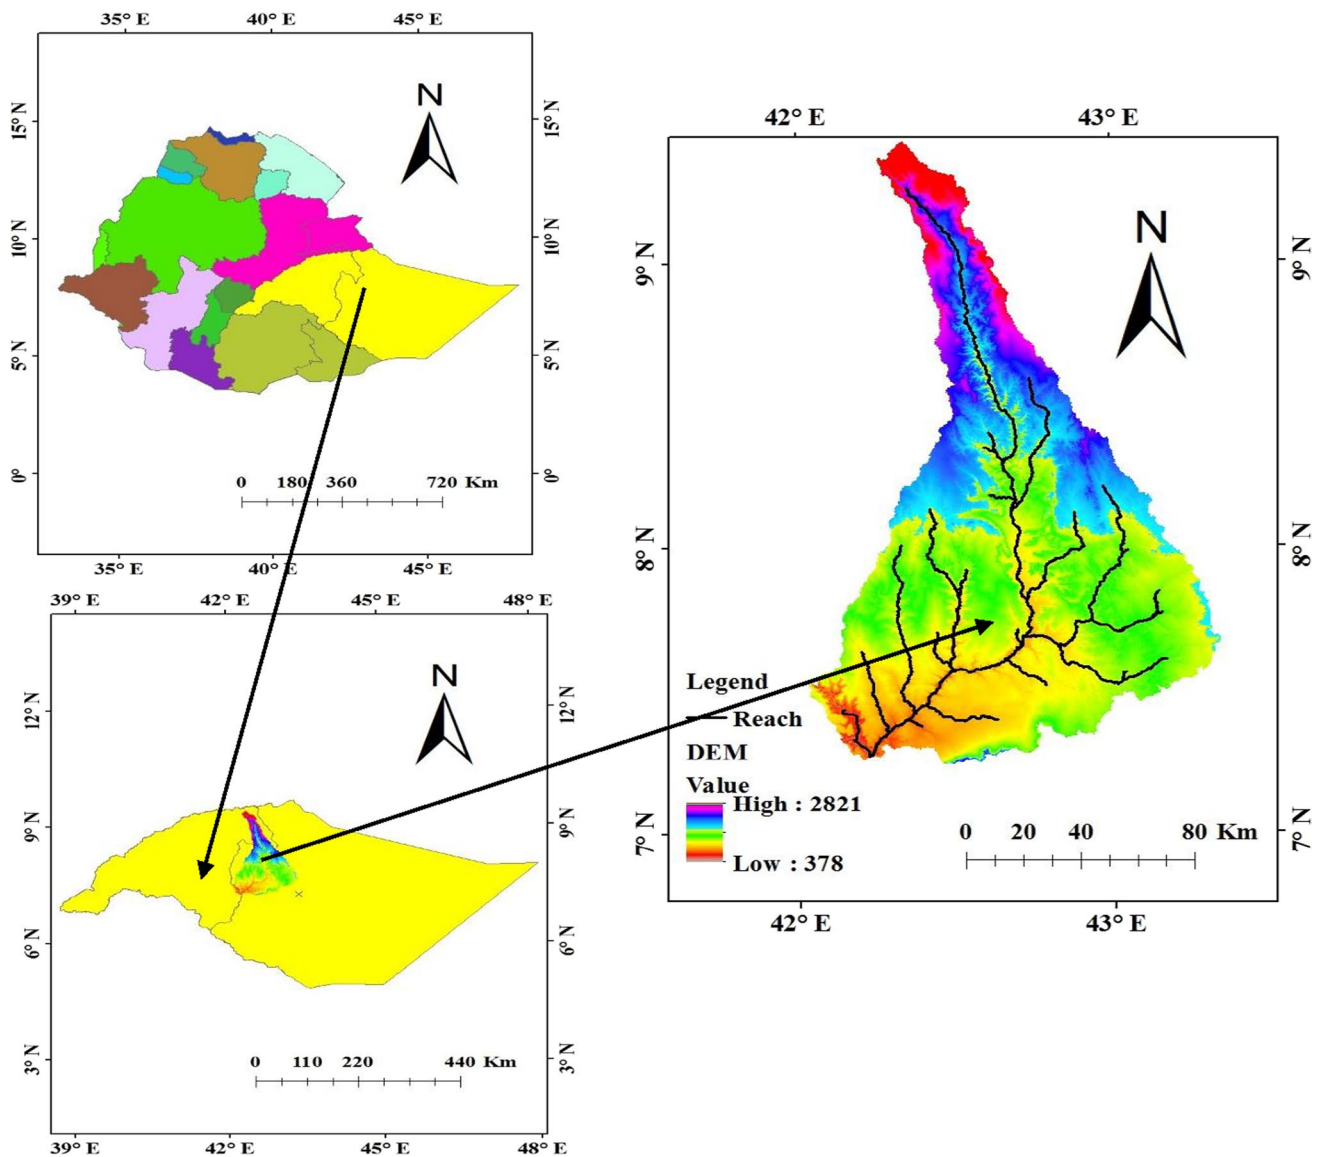 35° E 40° E 45° E
N
15° N 15° N
10° N 10° N
5° N 5° N
0° 0°
0 180 360 720 Km
35° E 40° E 45° E
39° E 42° E 45° E 48° E
N
12° N 12° N
9° N 9° N
6° N 6° N
3° N 3° N
0 110 220 440 Km
39° E 42° E 45° E 48° E
42° E 43° E
N
9° N 9° N
8° N 8° N
7° N 7° N
Legend
Reach
DEM
Value
High : 2821
Low : 378
0 20 40 80 Km
42° E 43° E